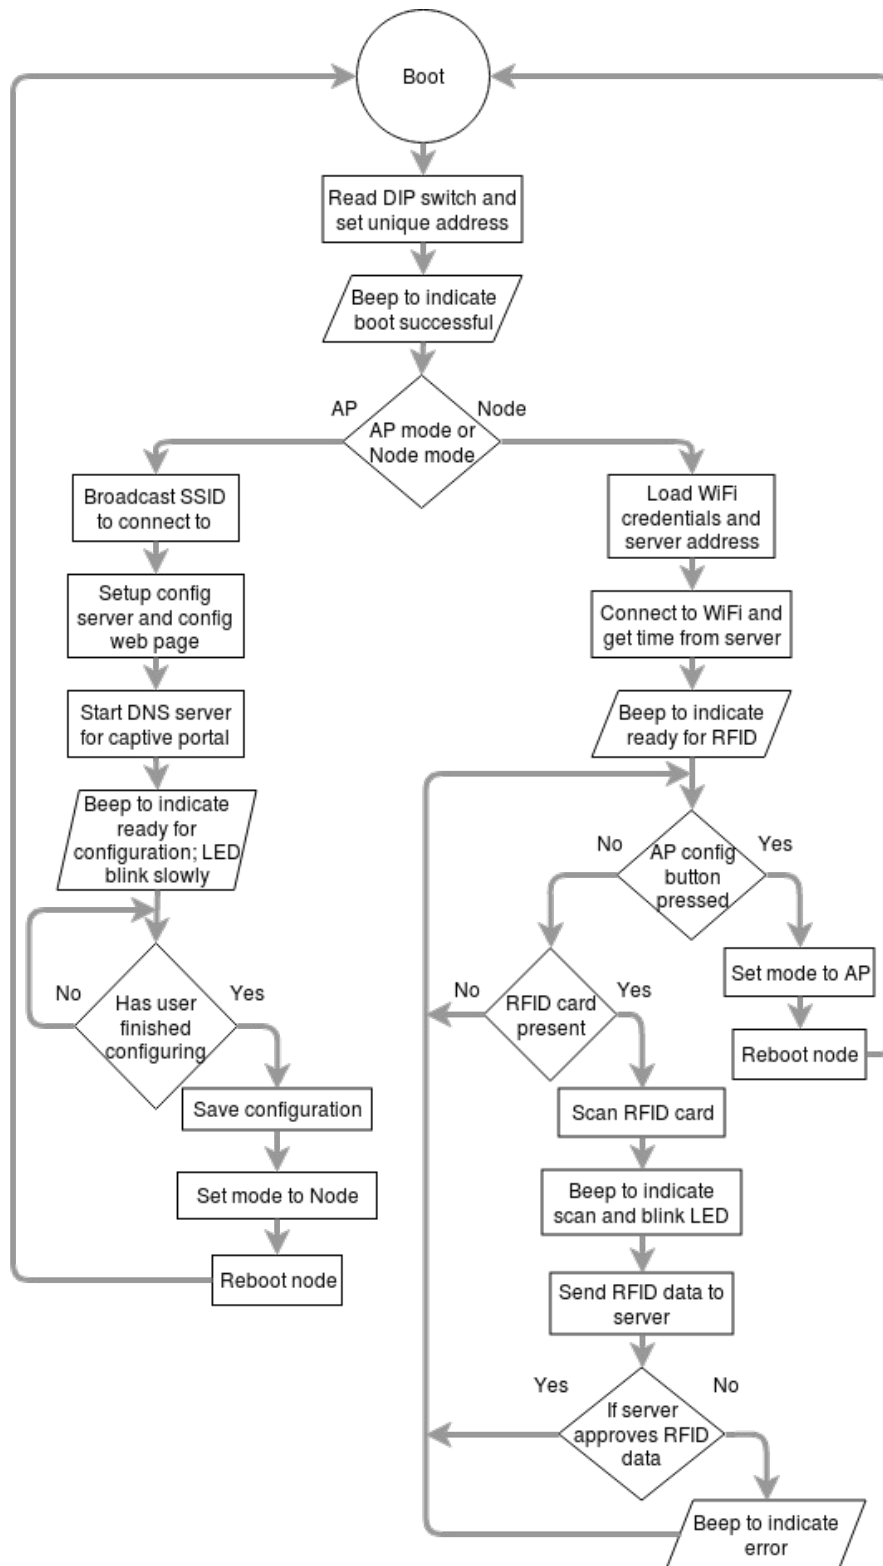 Boot
Read DIP switch and
set unique address
Beep to indicate
boot successful
AP
Node
AP mode or
Node mode
Broadcast SSID
to connect to
Setup config
server and config
web page
Start DNS server
for captive portal
Beep to indicate
ready for
configuration; LED
blink slowly
No
Yes
Has user
finished
configuring
Save configuration
Set mode to Node
Reboot node
Load WiFi
credentials and
server address
Connect to WiFi and
get time from server
Beep to indicate
ready for RFID
No
Yes
AP config
button
pressed
Set mode to AP
Reboot node
No
Yes
RFID card
present
Scan RFID card
Beep to indicate
scan and blink LED
Send RFID data to
server
Yes
No
If server
approves RFID
data
Beep to indicate
error